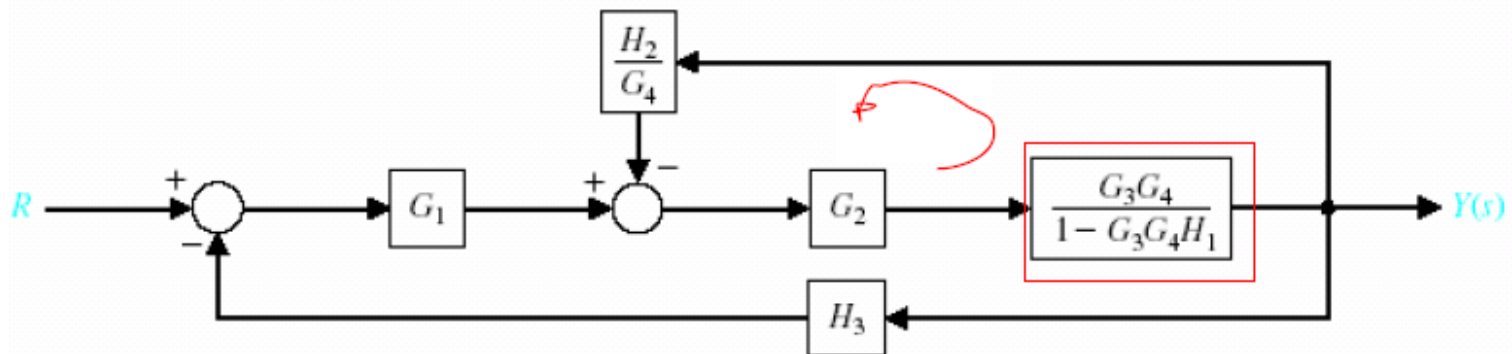 H₂
G₄
−
R + G₁ + G₂ G₃G₄ Y(s)
1 − G₃G₄H₁
−
H₃